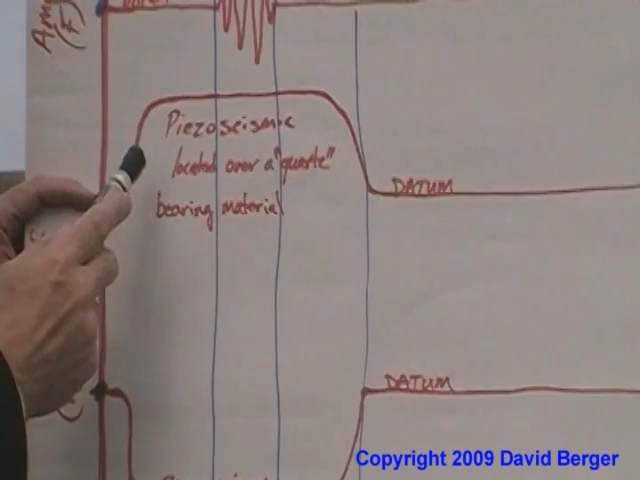 Piezoseismic
located over a "quartz"
bearing material
DATUM
DATUM
Copyright 2009 David Berger